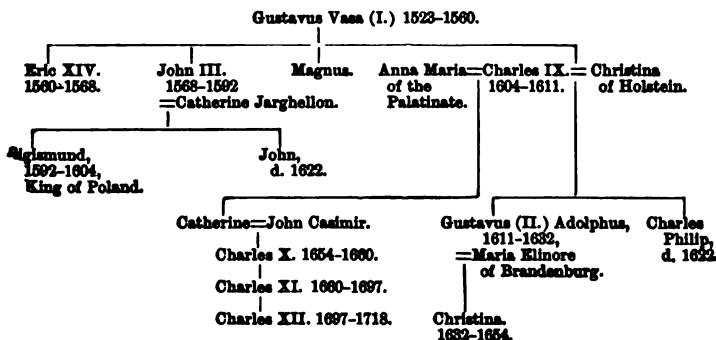 Gustavus Vasa (I.) 1523-1560.
Eric XIV. John III. Magnus. Anna Maria=Charles IX.= Christina
1560-1568. 1568-1592 of the 1604-1611. of Holstein.
=Catherine Jarghellon. Palatinate.
Sigismund, John,
1592-1604, d. 1622.
King of Poland.
Catherine=John Casimir. Gustavus (II.) Adolphus, Charles
1611-1632, Philip,
Charles X. 1654-1660. =Maria Elinore d. 1622.
of Brandenburg.
Charles XI. 1660-1697.
Charles XII. 1697-1718. Christina.
1632-1654.